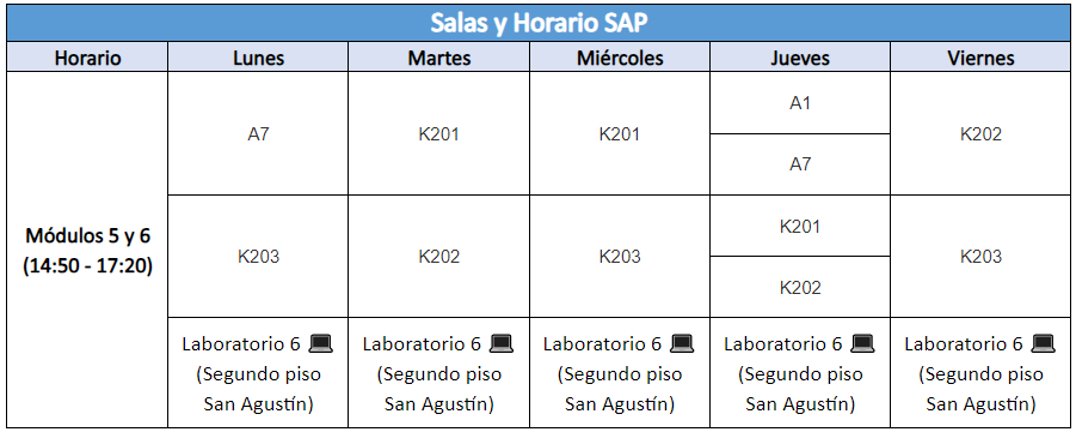 Salas y Horario SAP
Horario Lunes Martes Miércoles Jueves Viernes
A1
A7 K201 K201 K202
A7
Módulos 5 y 6
(14:50 - 17:20)
K201
K203 K202 K203 K203
K202
Laboratorio 6 💻 Laboratorio 6 💻 Laboratorio 6 💻 Laboratorio 6 💻 Laboratorio 6 💻
(Segundo piso (Segundo piso (Segundo piso (Segundo piso (Segundo piso
San Agustín) San Agustín) San Agustín) San Agustín) San Agustín)